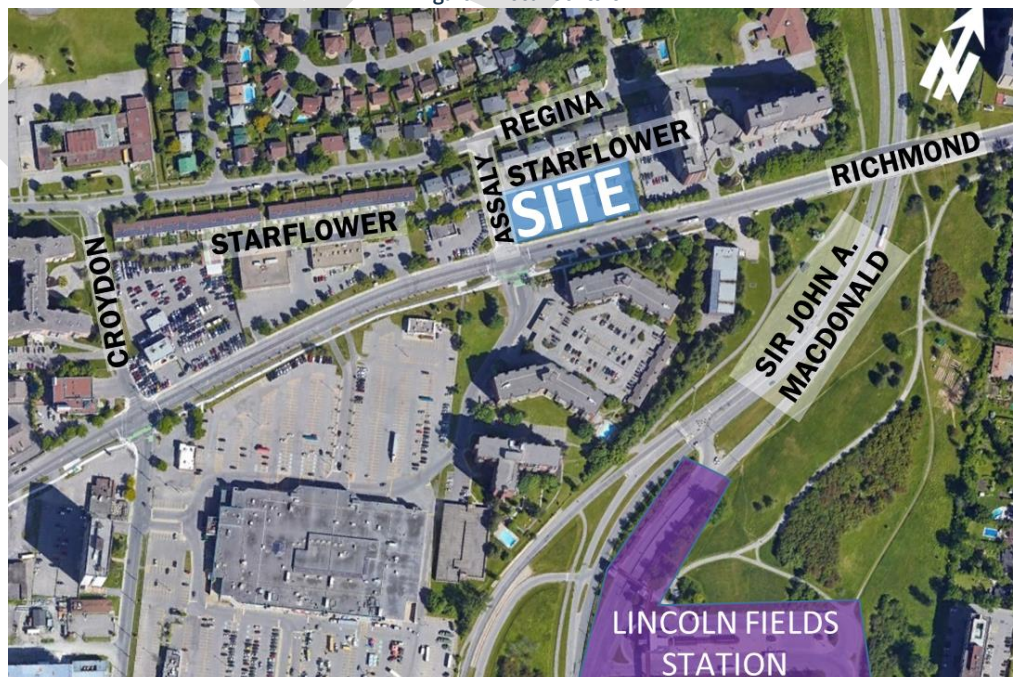 REGINA
STARFLOWER
ASSALY
SITE
RICHMOND
STARFLOWER
CROYDON
SIR JOHN A.
MACDONALD
N
LINCOLN FIELDS
STATION